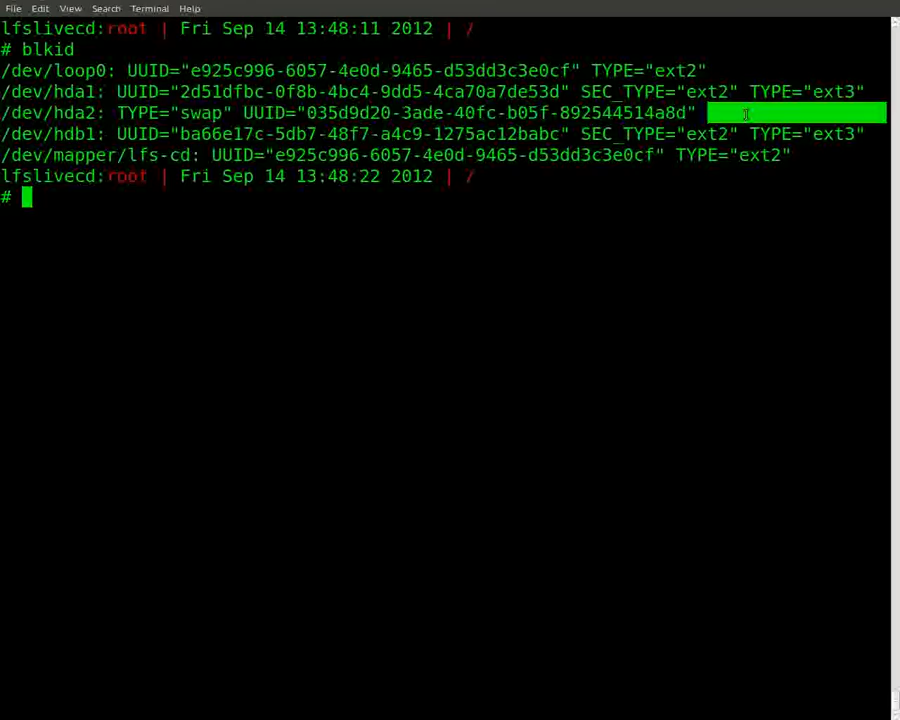 File Edit View Search Terminal Help
lfslivecd:root | Fri Sep 14 13:48:11 2012 | /
# blkid
/dev/loop0: UUID="e925c996-6057-4e0d-9465-d53dd3c3e0cf" TYPE="ext2"
/dev/hda1: UUID="2d51dfbc-0f8b-4bc4-9dd5-4ca70a7de53d" SEC_TYPE="ext2" TYPE="ext3"
/dev/hda2: TYPE="swap" UUID="035d9d20-3ade-40fc-b05f-892544514a8d"
/dev/hdb1: UUID="ba66e17c-5db7-48f7-a4c9-1275ac12babc" SEC_TYPE="ext2" TYPE="ext3"
/dev/mapper/lfs-cd: UUID="e925c996-6057-4e0d-9465-d53dd3c3e0cf" TYPE="ext2"
lfslivecd:root | Fri Sep 14 13:48:22 2012 | /
#